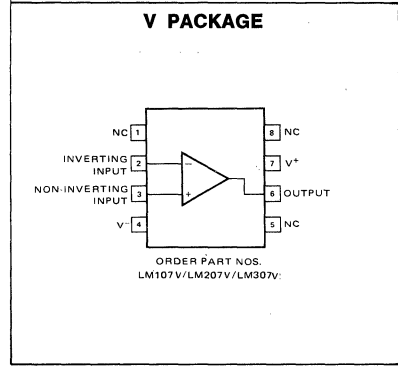 V PACKAGE
NC 1
8 NC
INVERTING
INPUT 2
−
7 V+
NON-INVERTING
INPUT 3
+
6 OUTPUT
V− 4
5 NC
ORDER PART NOS.
LM107V/LM207V/LM307V